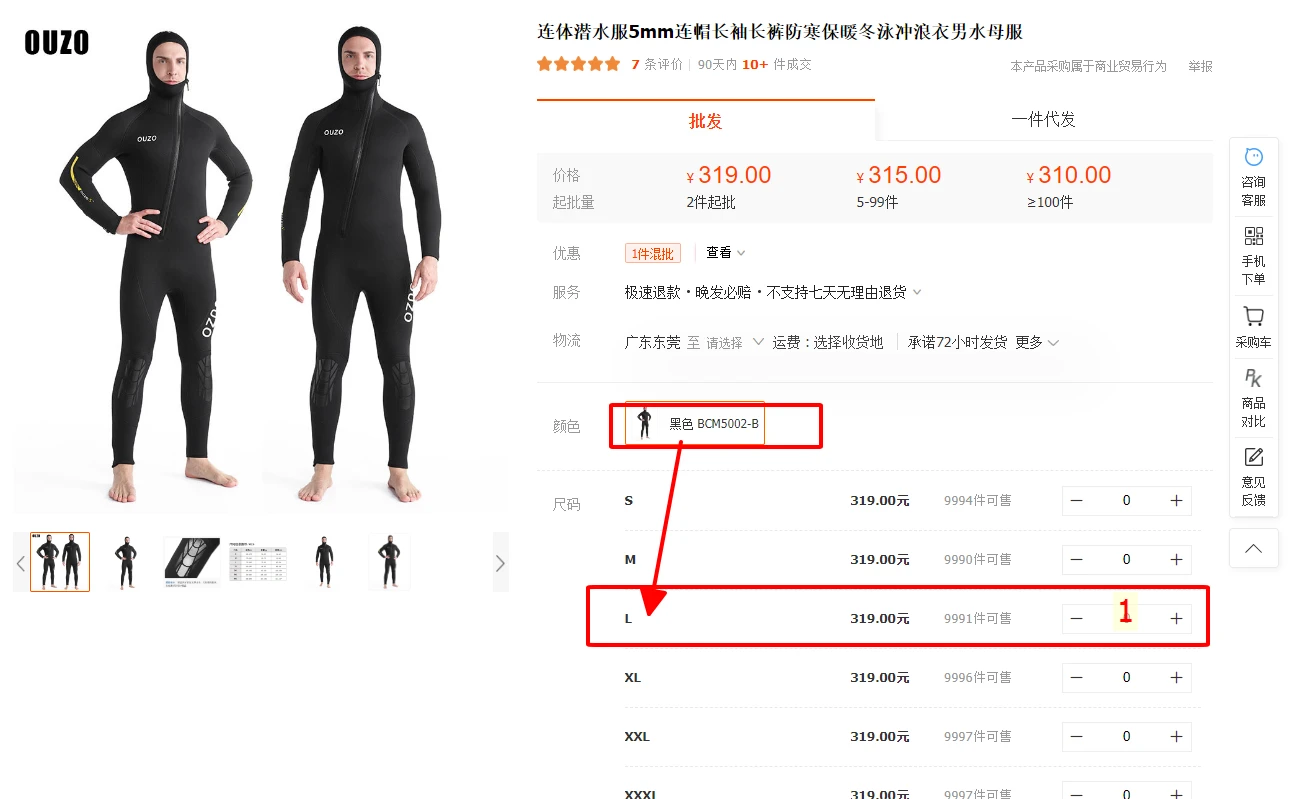 OUZO
连体潜水服5mm连帽长袖长裤防寒保暖冬泳冲浪衣男水母服
7 条评价 90天内 10+ 件成交
本产品采购属于商业贸易行为 举报
批发 一件代发
价格 ¥319.00 ¥315.00 ¥310.00
起批量 2件起批 5-99件 ≥100件
优惠 1件混批 查看
服务 极速退款·晚发必赔·不支持七天无理由退货
物流 广东东莞 至 请选择 运费：选择收货地 承诺72小时发货 更多
颜色 黑色 BCM5002-B
尺码 S 319.00元 9994件可售 — 0 +
M 319.00元 9990件可售 — 0 +
L 319.00元 9991件可售 — 1 +
XL 319.00元 9996件可售 — 0 +
XXL 319.00元 9997件可售 — 0 +
XXXL 319.00元 9997件可售 — 0 +
咨询
客服
手机
下单
采购车
PK
商品
对比
意见
反馈
OUZO
OUZO
OUZO
OUZO